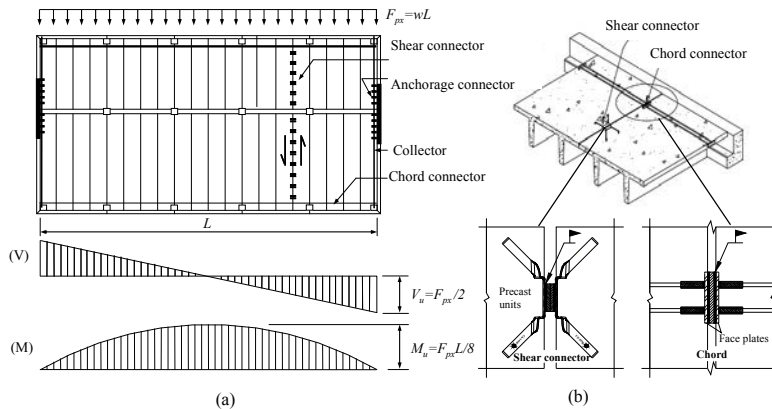 F_px=wL
Shear connector
Anchorage connector
Collector
Chord connector
L
(V)
V_u=F_px/2
(M)
M_u=F_pxL/8
(a)
Shear connector
Chord connector
Precast
units
Shear connector
Face plates
Chord
(b)